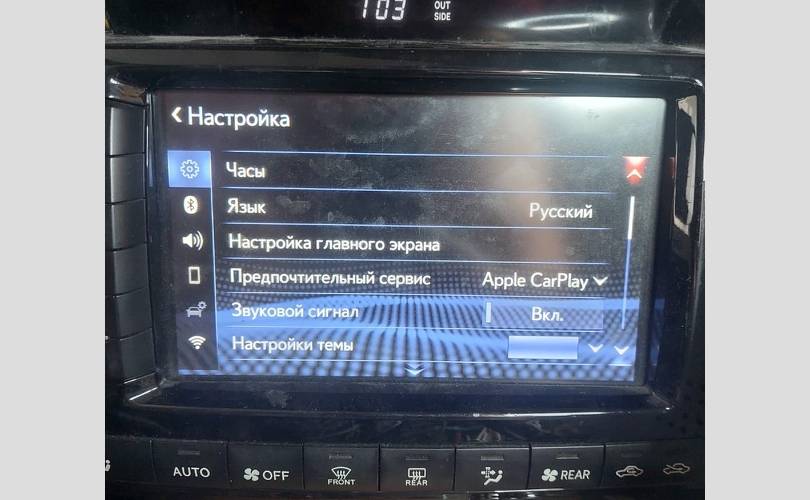 103 OUT
SIDE
Настройка
Часы
Язык Русский
Настройка главного экрана
Предпочтительный сервис Apple CarPlay
Звуковой сигнал Вкл.
Настройки темы
AUTO OFF FRONT REAR REAR